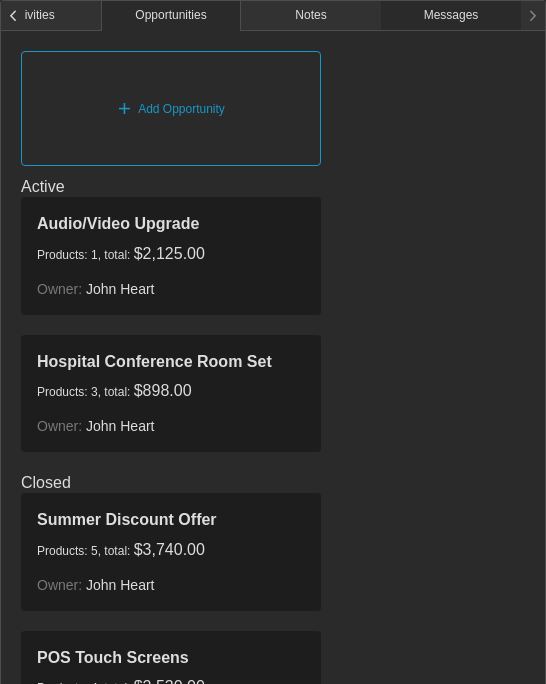 ivities Opportunities Notes Messages
Add Opportunity
Active
Audio/Video Upgrade
Products: 1, total: $2,125.00
Owner: John Heart
Hospital Conference Room Set
Products: 3, total: $898.00
Owner: John Heart
Closed
Summer Discount Offer
Products: 5, total: $3,740.00
Owner: John Heart
POS Touch Screens